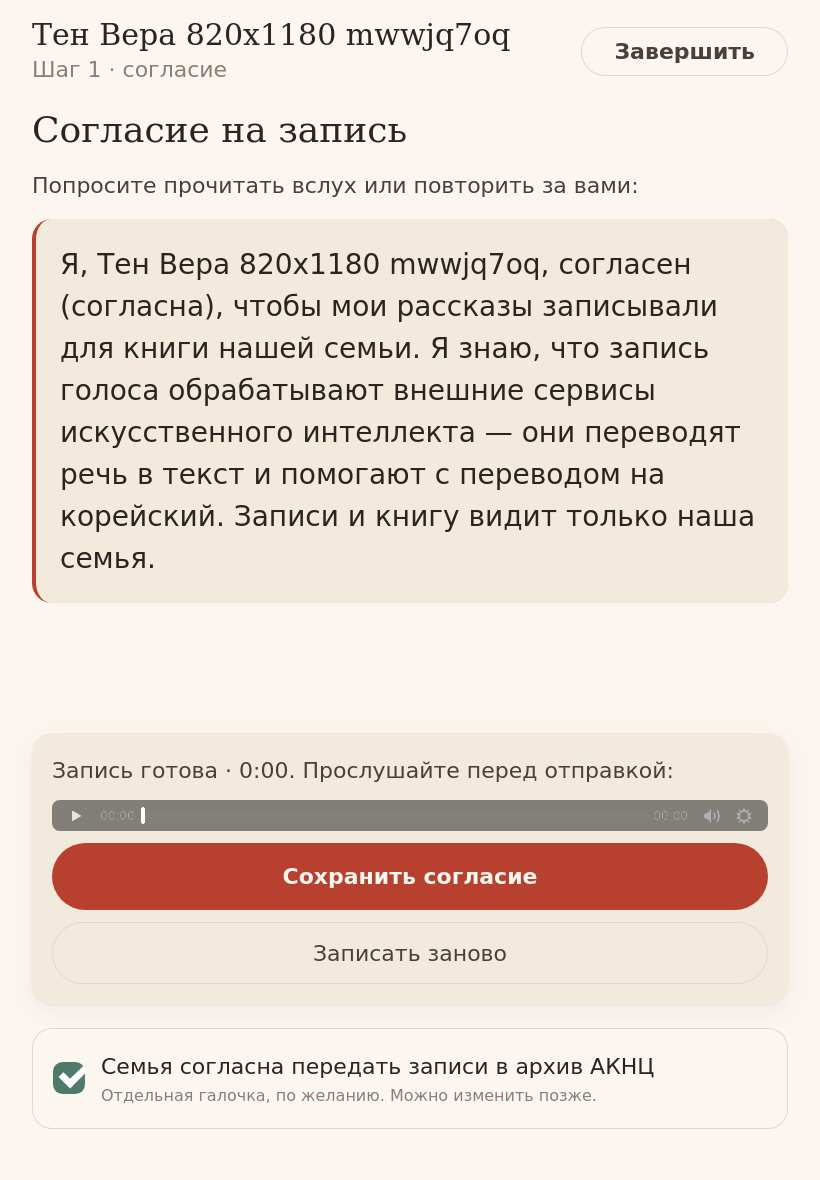 Тен Вера 820x1180 mwwjq7oq
Шаг 1 · согласие
Завершить
Согласие на запись
Попросите прочитать вслух или повторить за вами:
Я, Тен Вера 820x1180 mwwjq7oq, согласен
(согласна), чтобы мои рассказы записывали
для книги нашей семьи. Я знаю, что запись
голоса обрабатывают внешние сервисы
искусственного интеллекта — они переводят
речь в текст и помогают с переводом на
корейский. Записи и книгу видит только наша
семья.
Запись готова · 0:00. Прослушайте перед отправкой:
00:00 00:00
Сохранить согласие
Записать заново
Семья согласна передать записи в архив АКНЦ
Отдельная галочка, по желанию. Можно изменить позже.